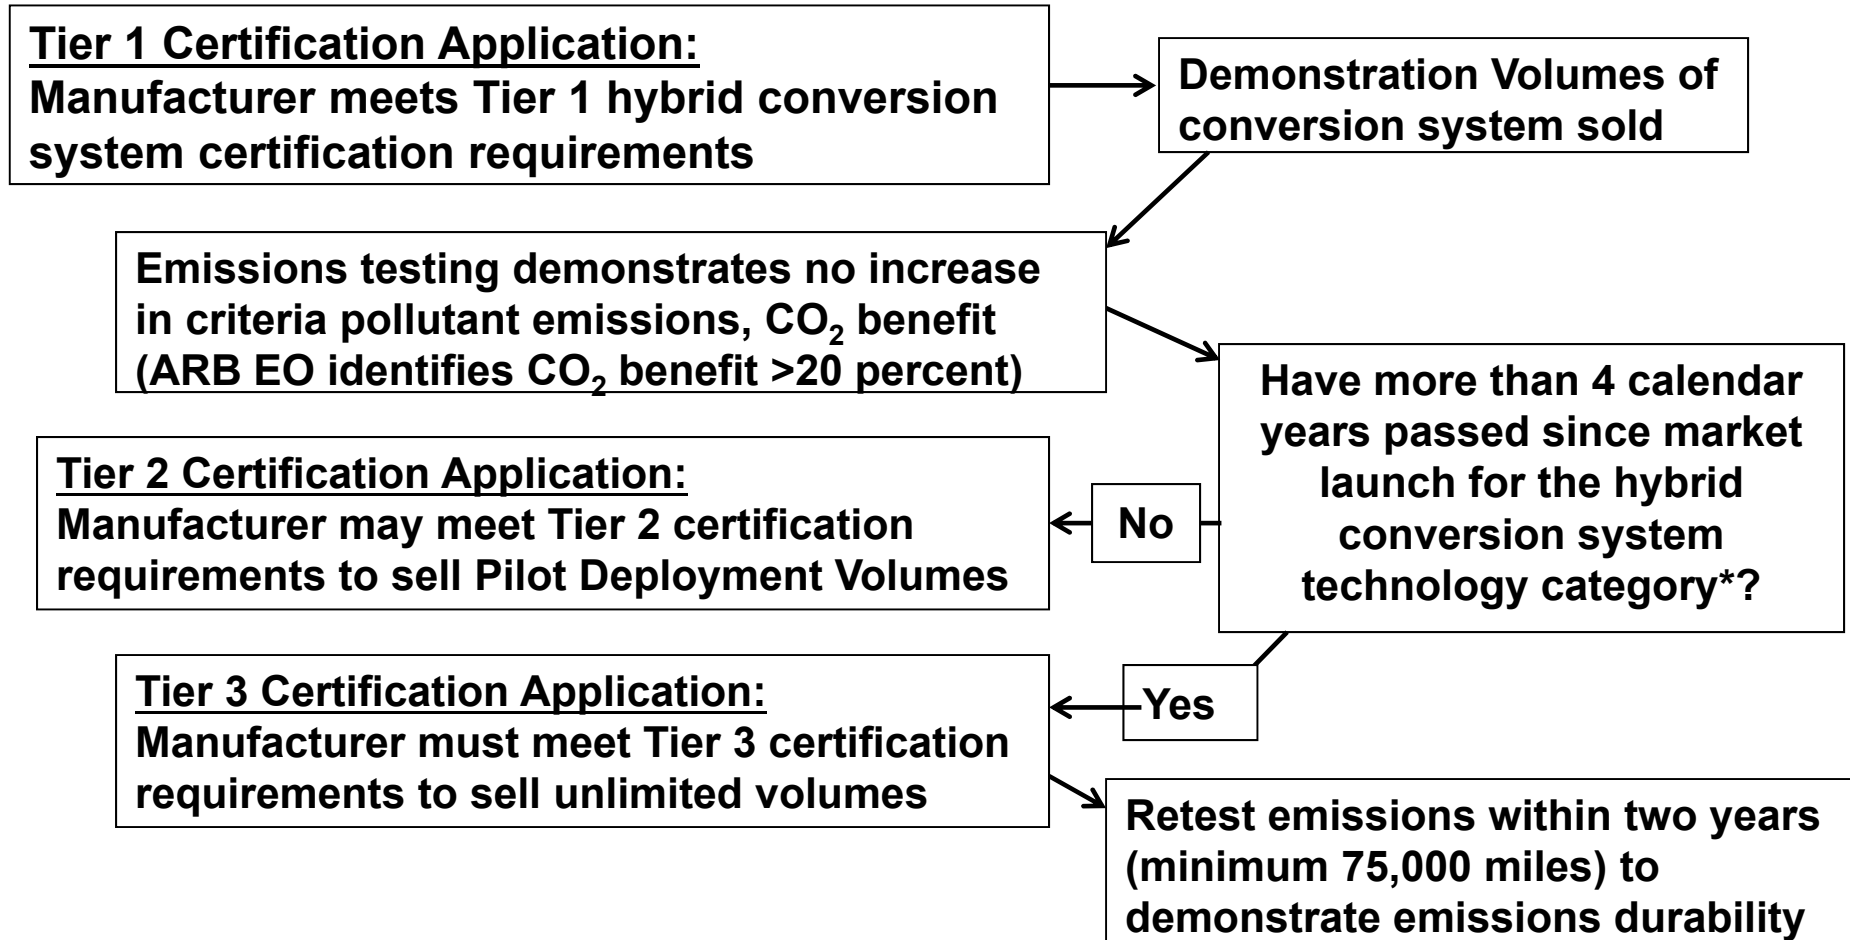 Tier 1 Certification Application:
Manufacturer meets Tier 1 hybrid conversion
system certification requirements
Demonstration Volumes of
conversion system sold
Emissions testing demonstrates no increase
in criteria pollutant emissions, CO₂ benefit
(ARB EO identifies CO₂ benefit >20 percent)
Have more than 4 calendar
years passed since market
launch for the hybrid
conversion system
technology category*?
No
Tier 2 Certification Application:
Manufacturer may meet Tier 2 certification
requirements to sell Pilot Deployment Volumes
Yes
Tier 3 Certification Application:
Manufacturer must meet Tier 3 certification
requirements to sell unlimited volumes
Retest emissions within two years
(minimum 75,000 miles) to
demonstrate emissions durability